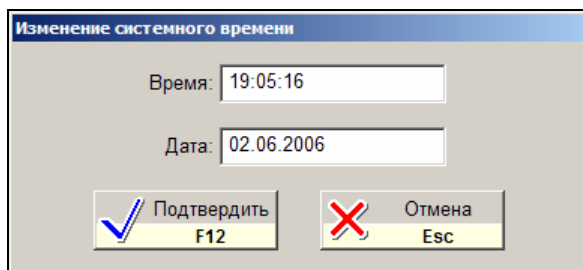 Изменение системного времени
Время: 19:05:16
Дата: 02.06.2006
Подтвердить Отмена
F12 Esc